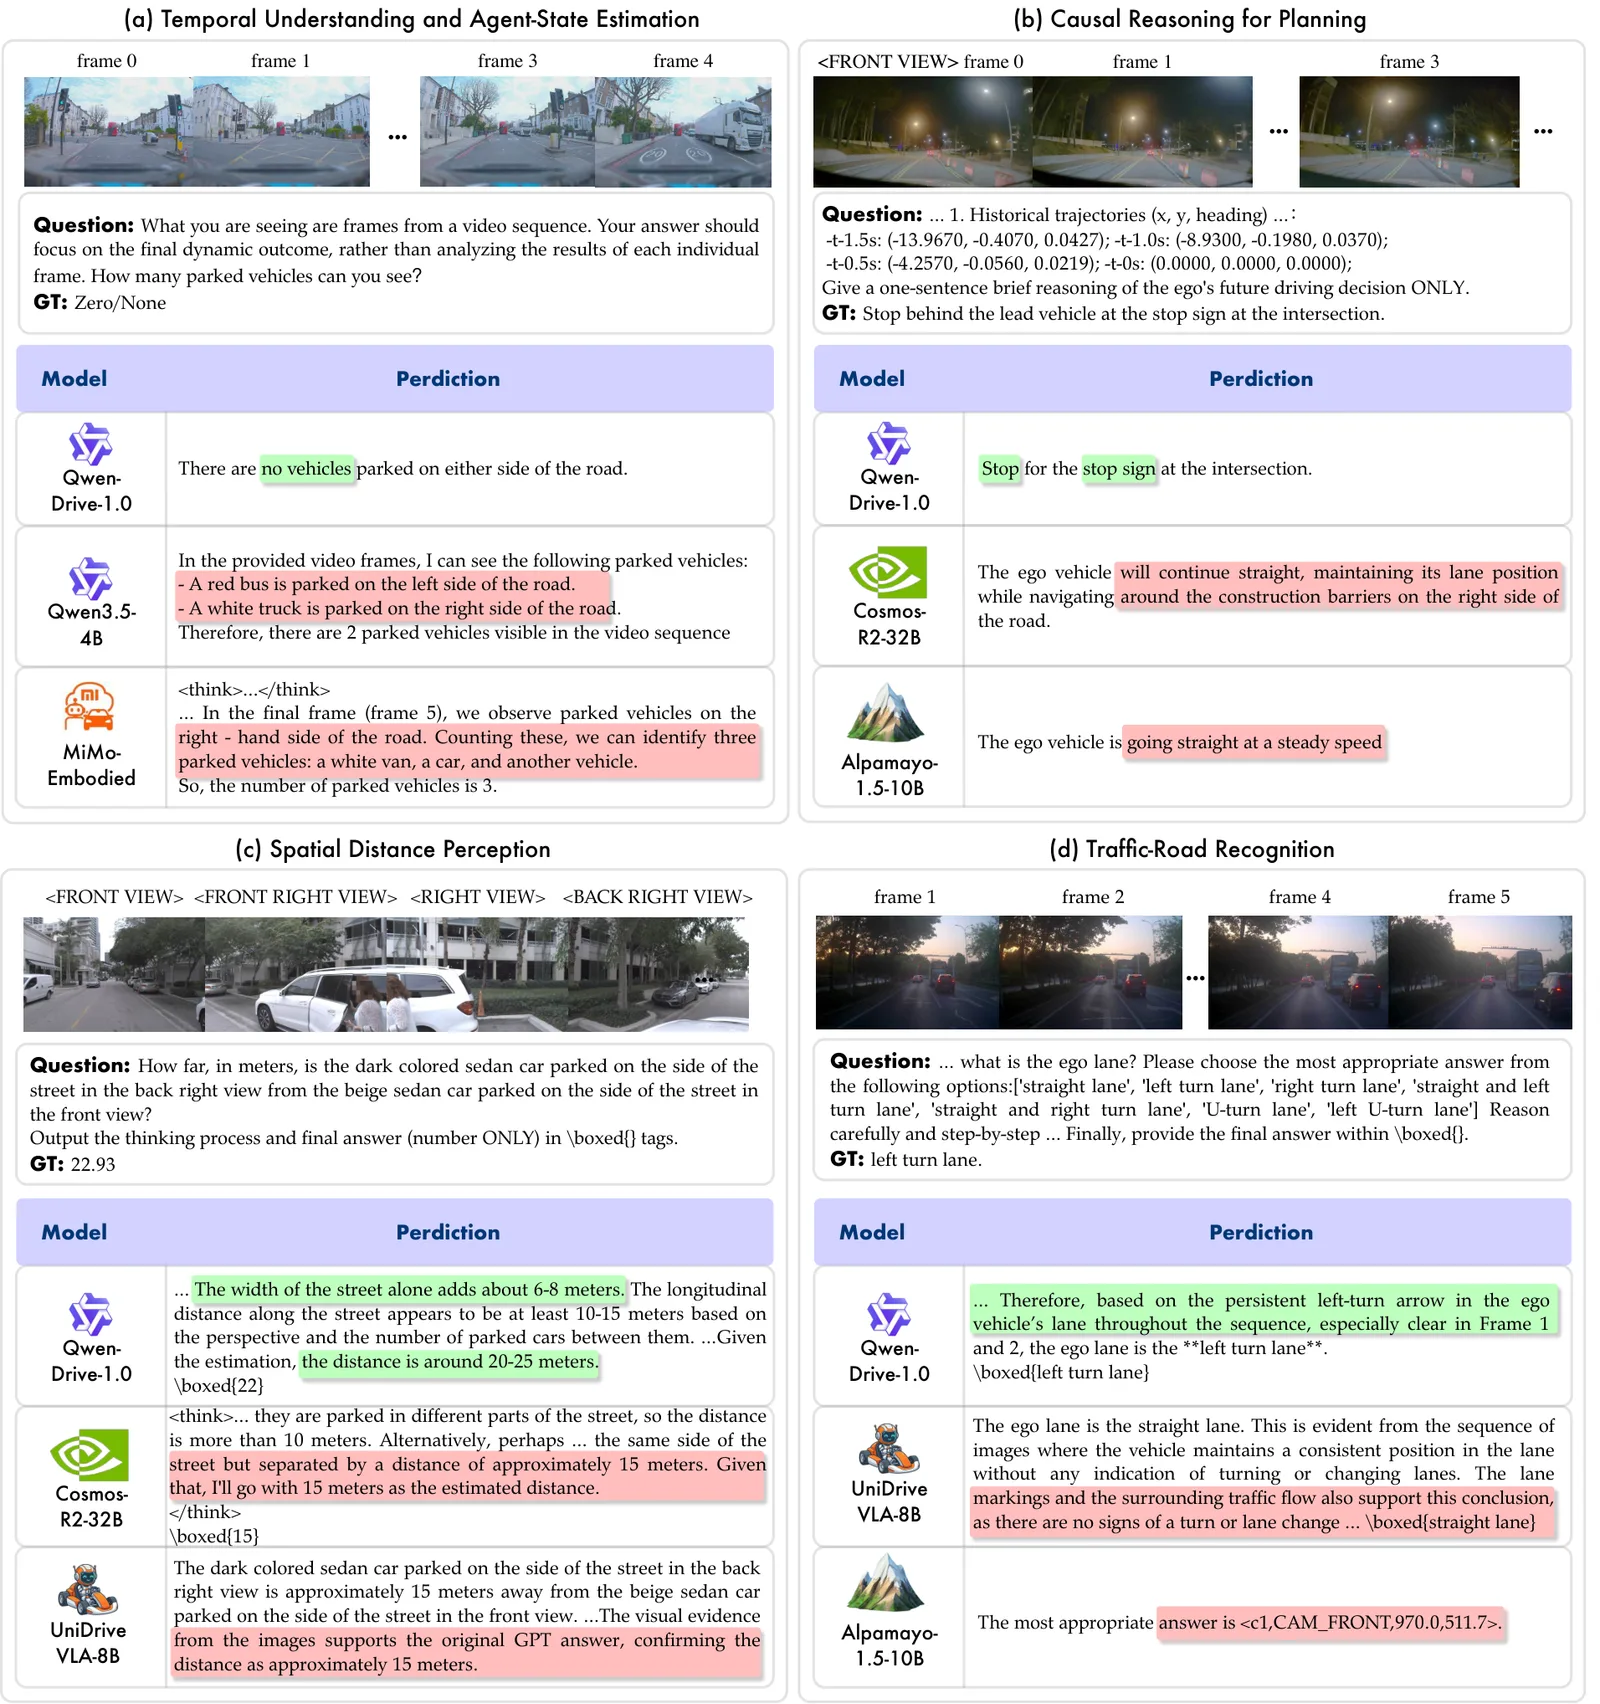 (a) Temporal Understanding and Agent-State Estimation
frame 0 frame 1 frame 3 frame 4
...
Question: What you are seeing are frames from a video sequence. Your answer should
focus on the final dynamic outcome, rather than analyzing the results of each individual
frame. How many parked vehicles can you see?
GT: Zero/None
Model Perdiction
Qwen-
Drive-1.0
There are no vehicles parked on either side of the road.
Qwen3.5-
4B
In the provided video frames, I can see the following parked vehicles:
- A red bus is parked on the left side of the road.
- A white truck is parked on the right side of the road.
Therefore, there are 2 parked vehicles visible in the video sequence
MI
MiMo-
Embodied
<think>...</think>
... In the final frame (frame 5), we observe parked vehicles on the
right - hand side of the road. Counting these, we can identify three
parked vehicles: a white van, a car, and another vehicle.
So, the number of parked vehicles is 3.
(b) Causal Reasoning for Planning
<FRONT VIEW> frame 0 frame 1 frame 3
... ...
Question: ... 1. Historical trajectories (x, y, heading) ...:
-t-1.5s: (-13.9670, -0.4070, 0.0427); -t-1.0s: (-8.9300, -0.1980, 0.0370);
-t-0.5s: (-4.2570, -0.0560, 0.0219); -t-0s: (0.0000, 0.0000, 0.0000);
Give a one-sentence brief reasoning of the ego's future driving decision ONLY.
GT: Stop behind the lead vehicle at the stop sign at the intersection.
Model Perdiction
Qwen-
Drive-1.0
Stop for the stop sign at the intersection.
Cosmos-
R2-32B
The ego vehicle will continue straight, maintaining its lane position
while navigating around the construction barriers on the right side of
the road.
Alpamayo-
1.5-10B
The ego vehicle is going straight at a steady speed
(c) Spatial Distance Perception
<FRONT VIEW> <FRONT RIGHT VIEW> <RIGHT VIEW> <BACK RIGHT VIEW>
...
Question: How far, in meters, is the dark colored sedan car parked on the side of the
street in the back right view from the beige sedan car parked on the side of the street in
the front view?
Output the thinking process and final answer (number ONLY) in \boxed{} tags.
GT: 22.93
Model Perdiction
Qwen-
Drive-1.0
... The width of the street alone adds about 6-8 meters. The longitudinal
distance along the street appears to be at least 10-15 meters based on
the perspective and the number of parked cars between them. ...Given
the estimation, the distance is around 20-25 meters.
\boxed{22}
Cosmos-
R2-32B
<think>... they are parked in different parts of the street, so the distance
is more than 10 meters. Alternatively, perhaps ... the same side of the
street but separated by a distance of approximately 15 meters. Given
that, I'll go with 15 meters as the estimated distance.
</think>
\boxed{15}
UniDrive
VLA-8B
The dark colored sedan car parked on the side of the street in the back
right view is approximately 15 meters away from the beige sedan car
parked on the side of the street in the front view. ...The visual evidence
from the images supports the original GPT answer, confirming the
distance as approximately 15 meters.
(d) Traffic-Road Recognition
frame 1 frame 2 frame 4 frame 5
...
Question: ... what is the ego lane? Please choose the most appropriate answer from
the following options:['straight lane', 'left turn lane', 'right turn lane', 'straight and left
turn lane', 'straight and right turn lane', 'U-turn lane', 'left U-turn lane'] Reason
carefully and step-by-step ... Finally, provide the final answer within \boxed{}.
GT: left turn lane.
Model Perdiction
Qwen-
Drive-1.0
... Therefore, based on the persistent left-turn arrow in the ego
vehicle's lane throughout the sequence, especially clear in Frame 1
and 2, the ego lane is the **left turn lane**.
\boxed{left turn lane}
UniDrive
VLA-8B
The ego lane is the straight lane. This is evident from the sequence of
images where the vehicle maintains a consistent position in the lane
without any indication of turning or changing lanes. The lane
markings and the surrounding traffic flow also support this conclusion,
as there are no signs of a turn or lane change ... \boxed{straight lane}
Alpamayo-
1.5-10B
The most appropriate answer is <c1,CAM_FRONT,970.0,511.7>.